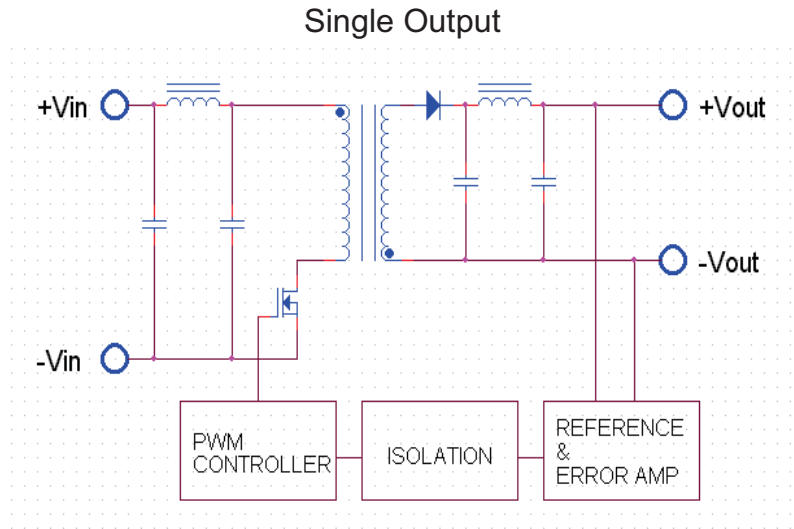 Single Output
+Vin
+Vout
-Vout
-Vin
PWM
CONTROLLER
ISOLATION
REFERENCE
&
ERROR AMP